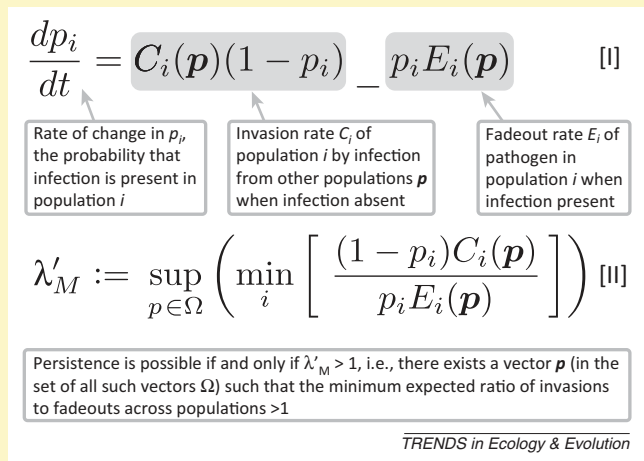 dp_i/dt = C_i(p)(1 − p_i) − p_iE_i(p) [I]
Rate of change in p_i,
the probability that
infection is present in
population i
Invasion rate C_i of
population i by infection
from other populations p
when infection absent
Fadeout rate E_i of
pathogen in
population i when
infection present
λ′_M := sup_{p∈Ω} ( min_i [ (1 − p_i)C_i(p) / p_iE_i(p) ] ) [II]
Persistence is possible if and only if λ′_M > 1, i.e., there exists a vector p (in the
set of all such vectors Ω) such that the minimum expected ratio of invasions
to fadeouts across populations >1
TRENDS in Ecology & Evolution